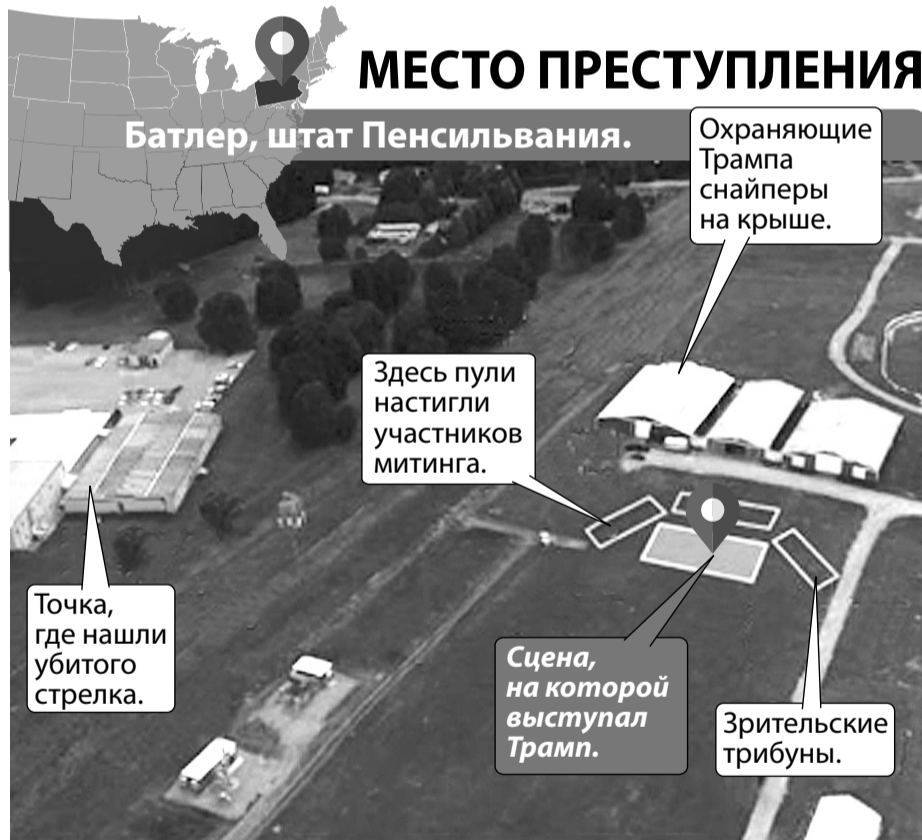 МЕСТО ПРЕСТУПЛЕНИЯ
Батлер, штат Пенсильвания.
Охраняющие
Трампа
снайперы
на крыше.
Здесь пули
настигли
участников
митинга.
Точка,
где нашли
убитого
стрелка.
Сцена,
на которой
выступал
Трамп.
Зрительские
трибуны.